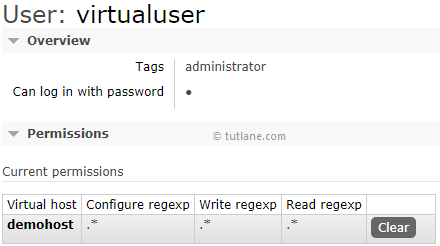 User: virtualuser
Overview
Tags administrator
Can log in with password ●
Permissions
© tutlane.com
Current permissions
Virtual host Configure regexp Write regexp Read regexp
demohost .* .* .* Clear